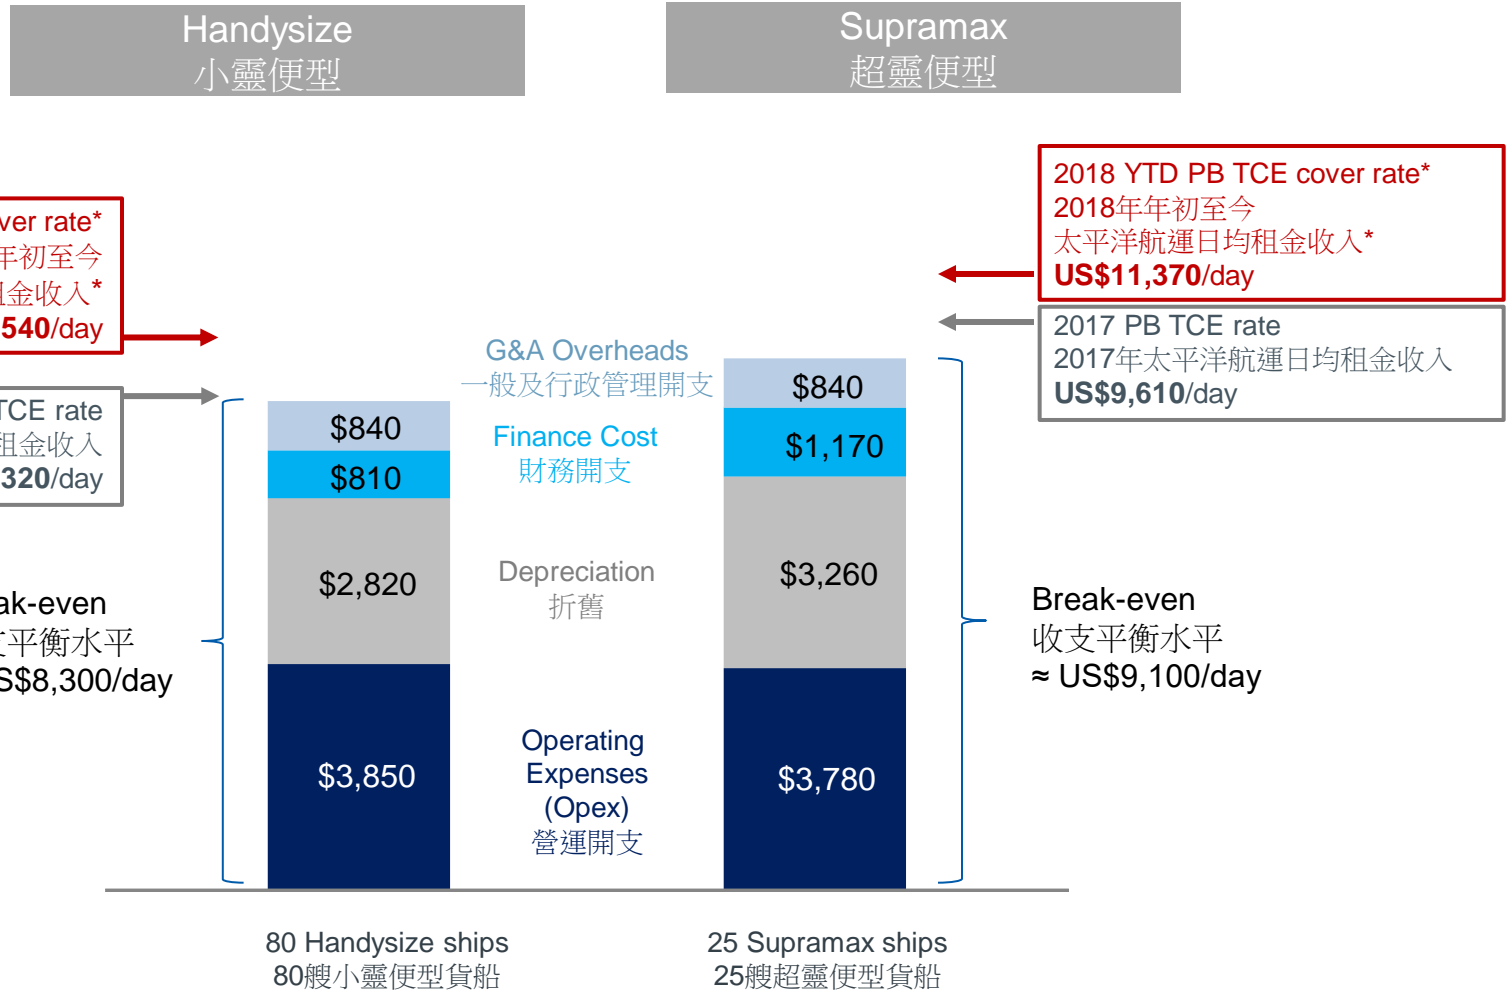 Handysize
小靈便型
Supramax
超靈便型
ver rate*
年初至今
租金收入*
540/day
TCE rate
租金收入
320/day
ak-even
平衡水平
S$8,300/day
$840
$810
$2,820
$3,850
G&A Overheads
一般及行政管理開支
Finance Cost
財務開支
Depreciation
折舊
Operating
Expenses
(Opex)
營運開支
$840
$1,170
$3,260
$3,780
2018 YTD PB TCE cover rate*
2018年年初至今
太平洋航運日均租金收入*
US$11,370/day
2017 PB TCE rate
2017年太平洋航運日均租金收入
US$9,610/day
Break-even
收支平衡水平
≈ US$9,100/day
80 Handysize ships
80艘小靈便型貨船
25 Supramax ships
25艘超靈便型貨船